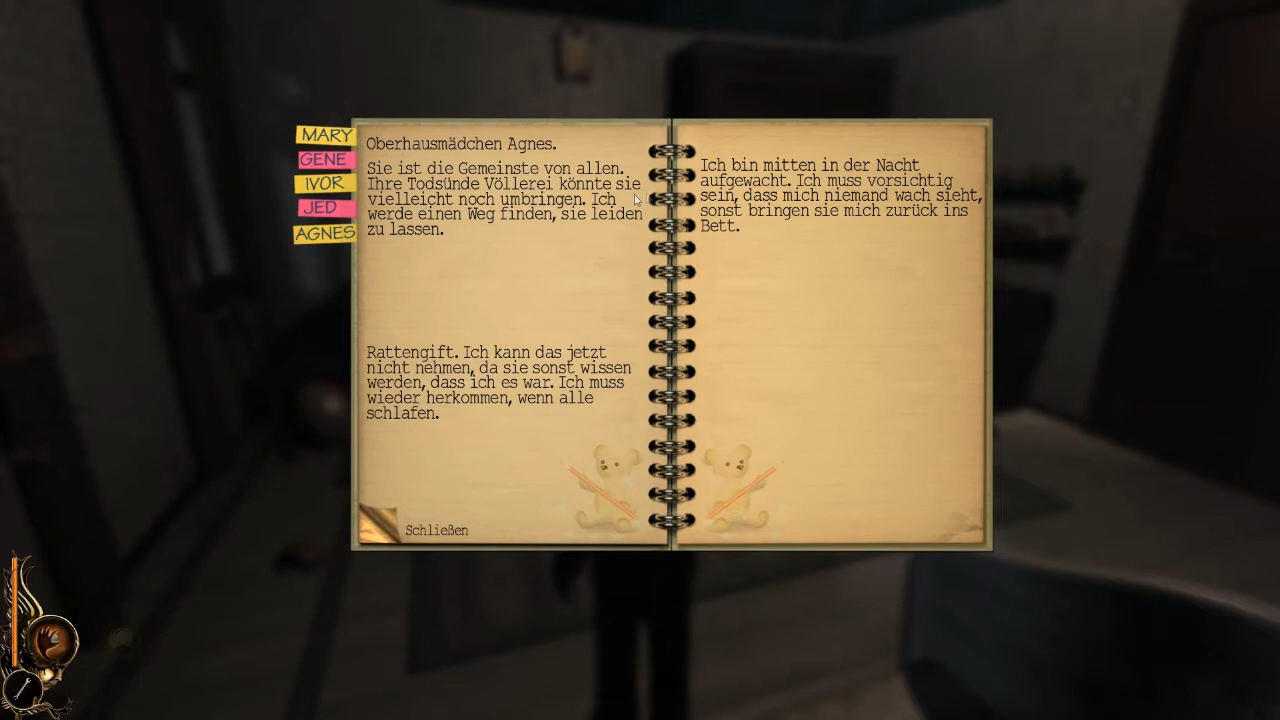 MARY
GENE
IVOR
JED
AGNES
Oberhausmädchen Agnes.
Sie ist die Gemeinste von allen.
Ihre Todsünde Völlerei könnte sie
vielleicht noch umbringen. Ich
werde einen Weg finden, sie leiden
zu lassen.
Rattengift. Ich kann das jetzt
nicht nehmen, da sie sonst wissen
werden, dass ich es war. Ich muss
wieder herkommen, wenn alle
schlafen.
Schließen
Ich bin mitten in der Nacht
aufgewacht. Ich muss vorsichtig
sein, dass mich niemand wach sieht,
sonst bringen sie mich zurück ins
Bett.